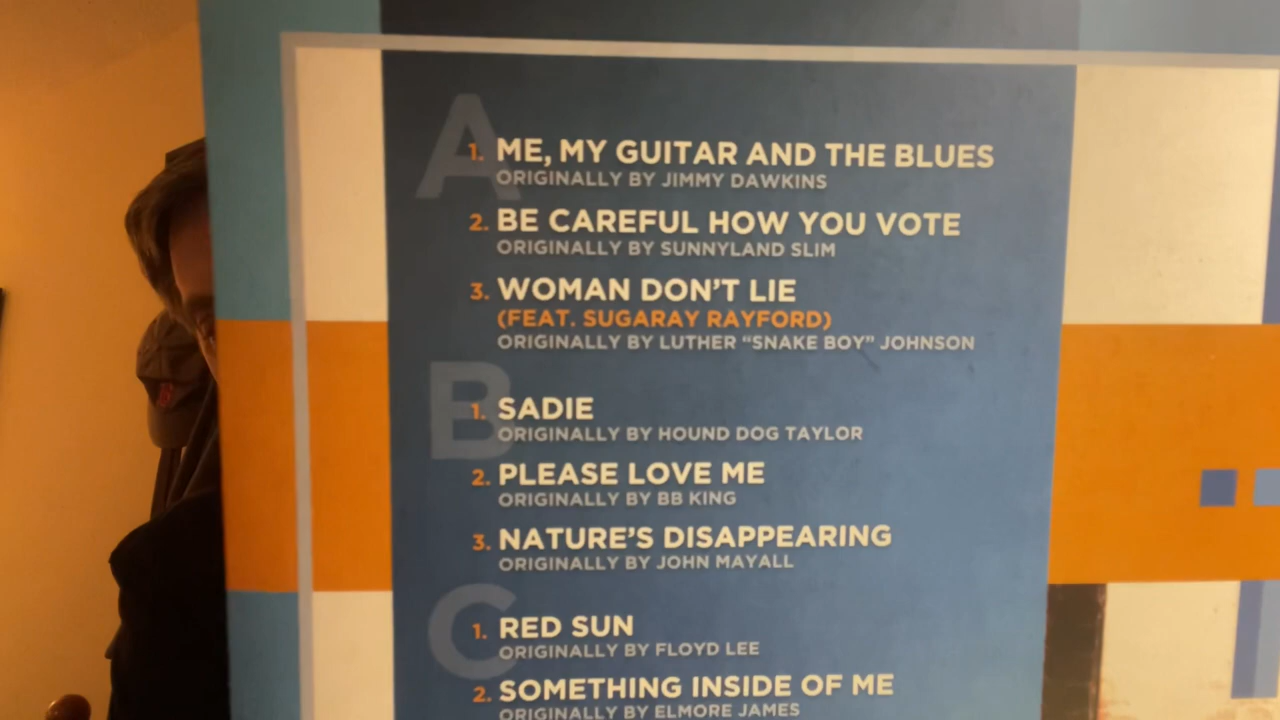 A
1. ME, MY GUITAR AND THE BLUES
ORIGINALLY BY JIMMY DAWKINS
2. BE CAREFUL HOW YOU VOTE
ORIGINALLY BY SUNNYLAND SLIM
3. WOMAN DON'T LIE
(FEAT. SUGARAY RAYFORD)
ORIGINALLY BY LUTHER “SNAKE BOY” JOHNSON
B
1. SADIE
ORIGINALLY BY HOUND DOG TAYLOR
2. PLEASE LOVE ME
ORIGINALLY BY BB KING
3. NATURE'S DISAPPEARING
ORIGINALLY BY JOHN MAYALL
C
1. RED SUN
ORIGINALLY BY FLOYD LEE
2. SOMETHING INSIDE OF ME
ORIGINALLY BY ELMORE JAMES